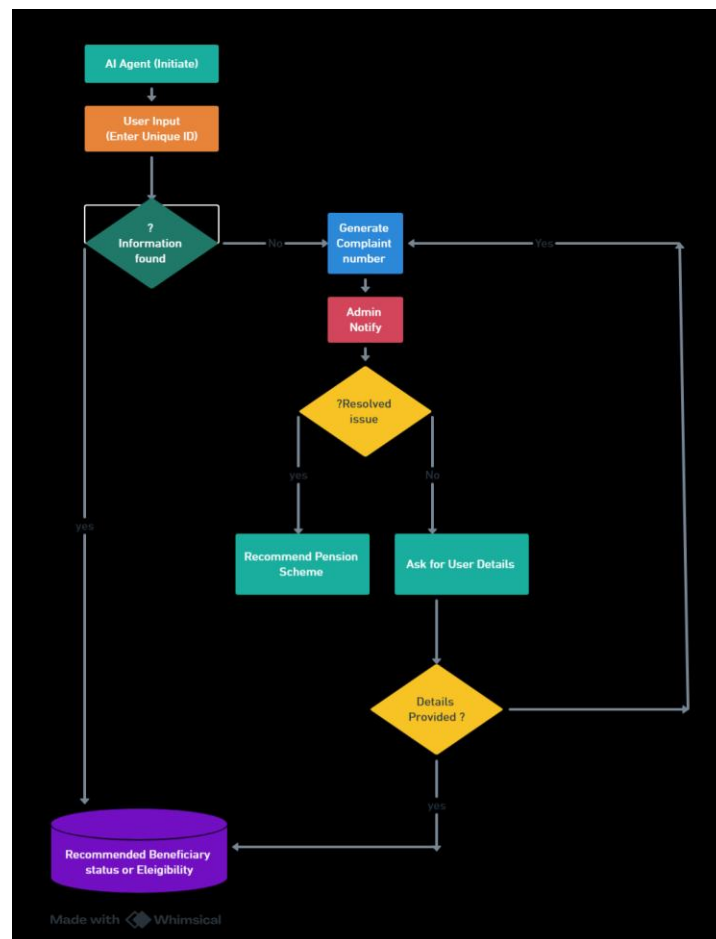 AI Agent (Initiate)
User Input
(Enter Unique ID)
?
Information
found
No
Generate
Complaint
number
Yes
Admin
Notify
?Resolved
issue
yes
No
yes
Recommend Pension
Scheme
Ask for User Details
Details
Provided ?
yes
Recommended Beneficiary
status or Eleigibility
Made with Whimsical